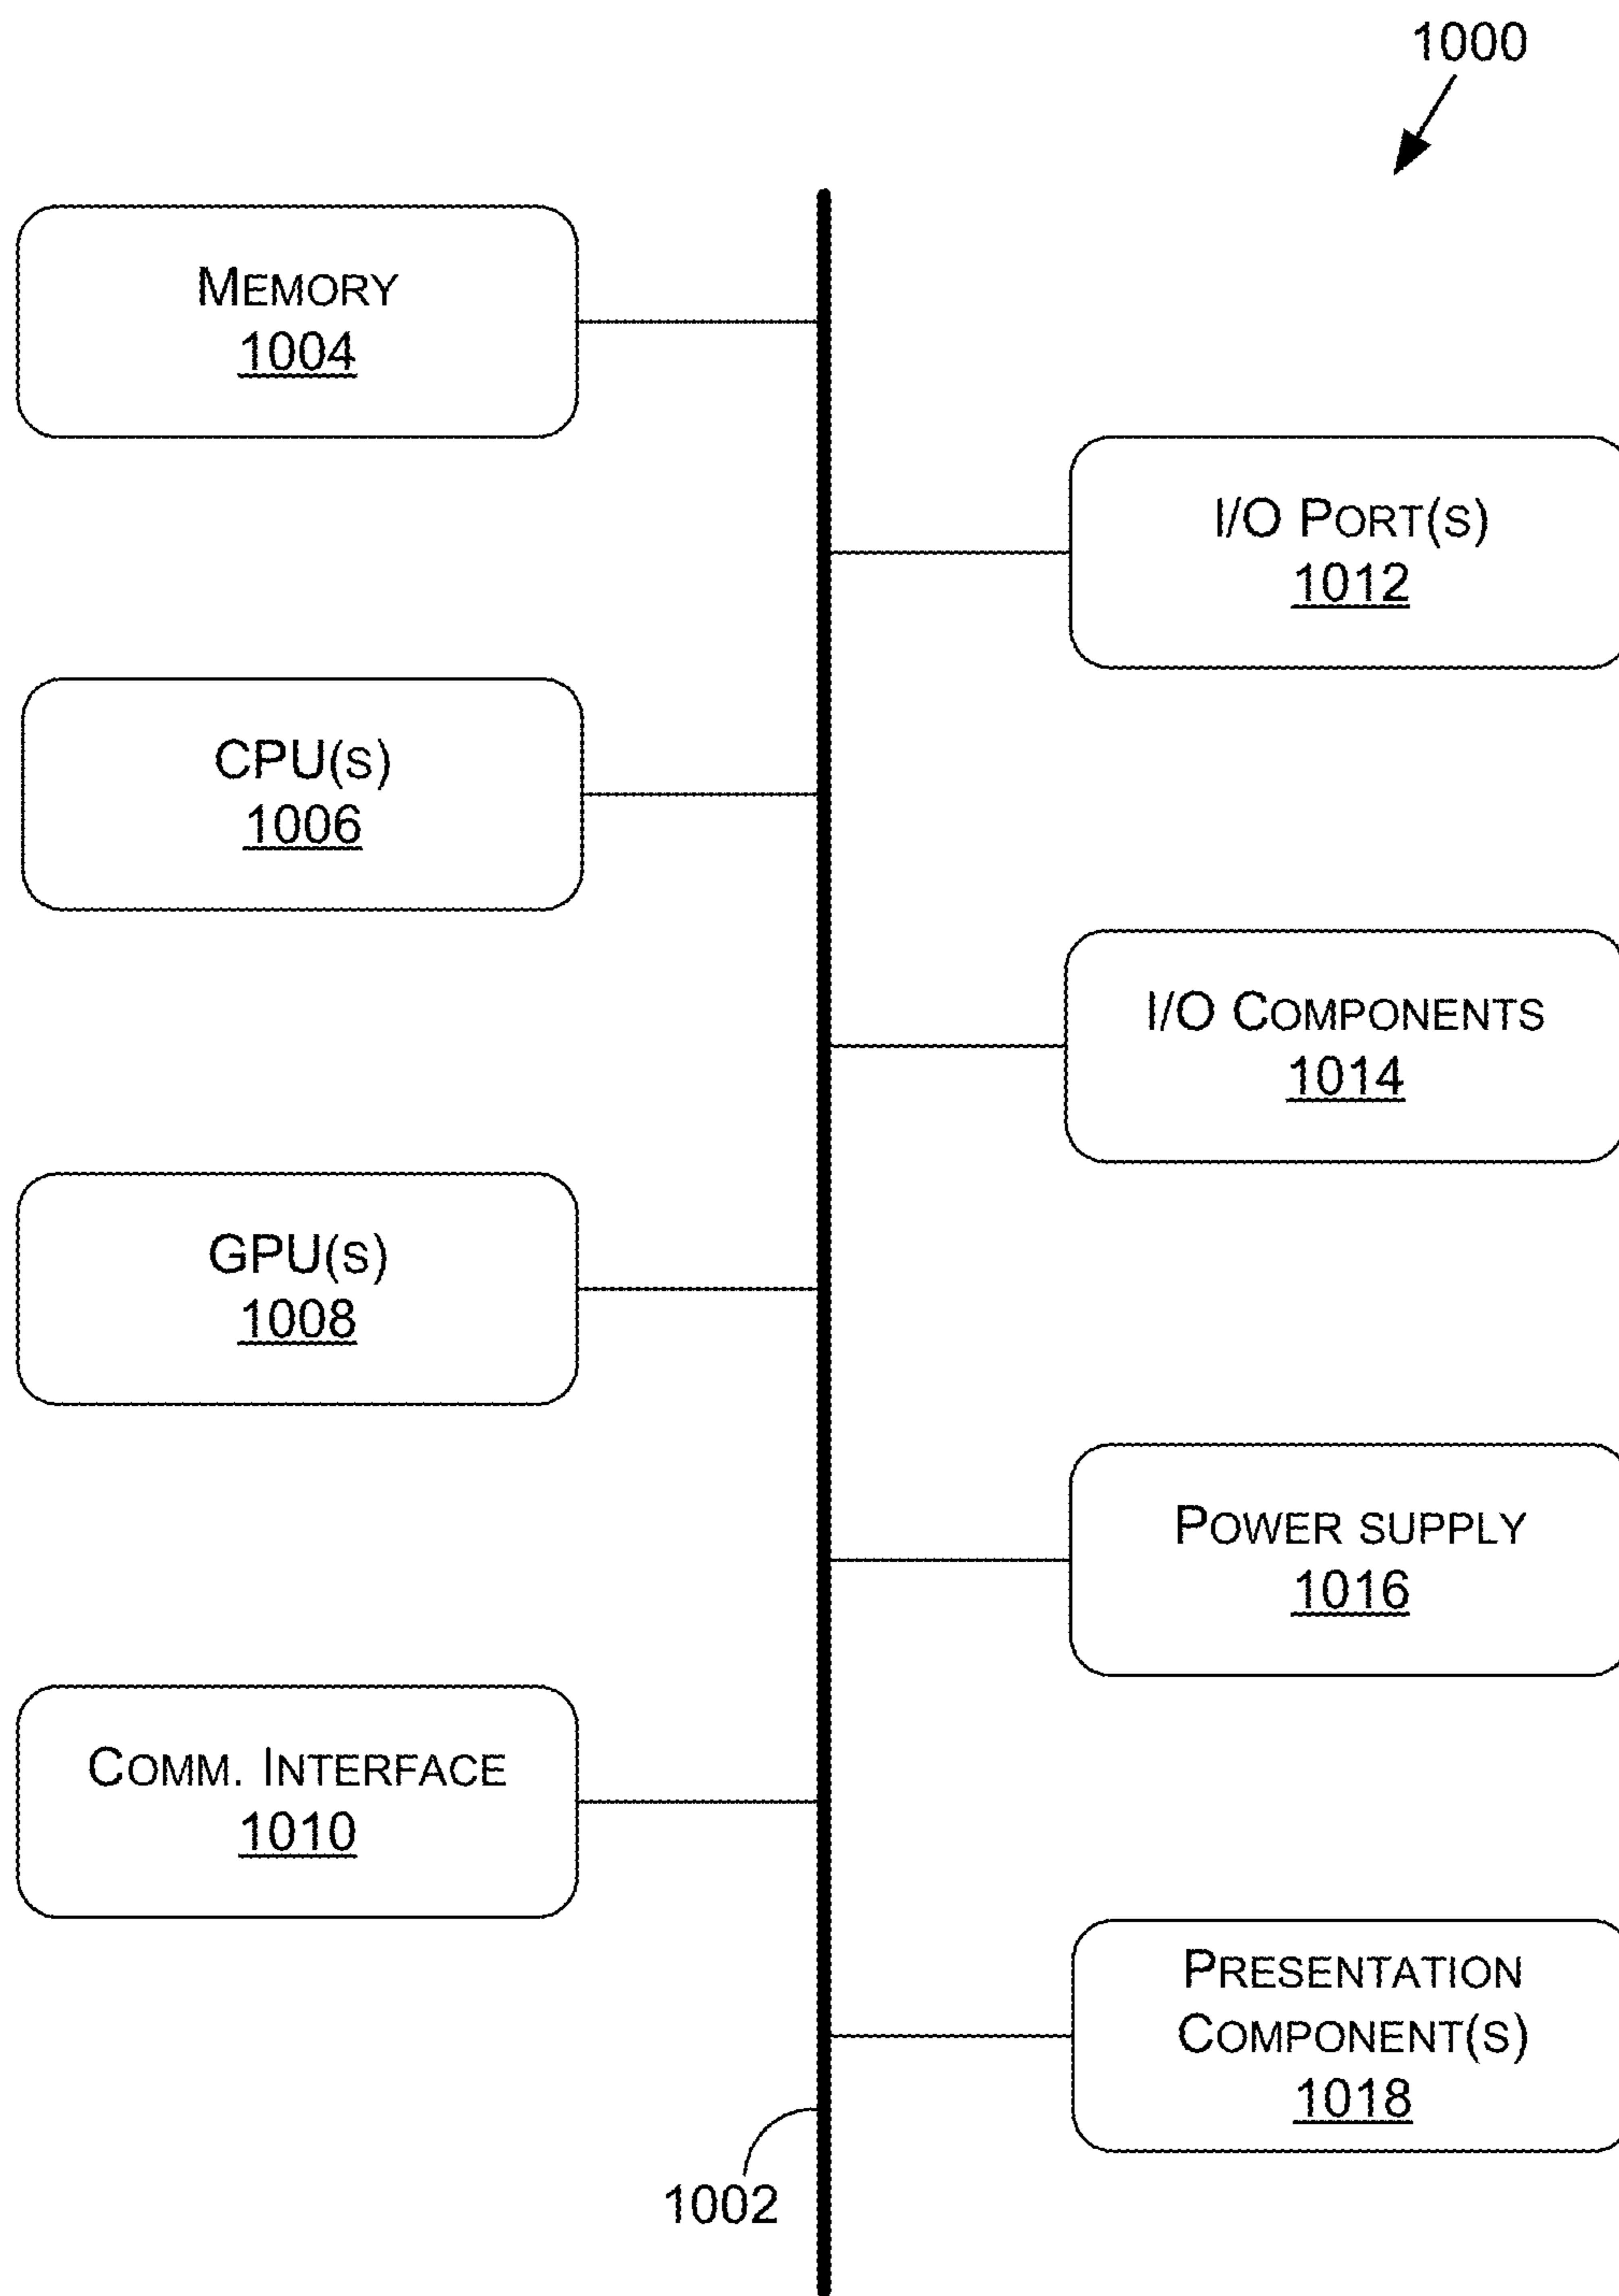 1000
MEMORY
1004
I/O PORT(S)
1012
CPU(S)
1006
I/O COMPONENTS
1014
GPU(S)
1008
POWER SUPPLY
1016
COMM. INTERFACE
1010
PRESENTATION
COMPONENT(S)
1018
1002